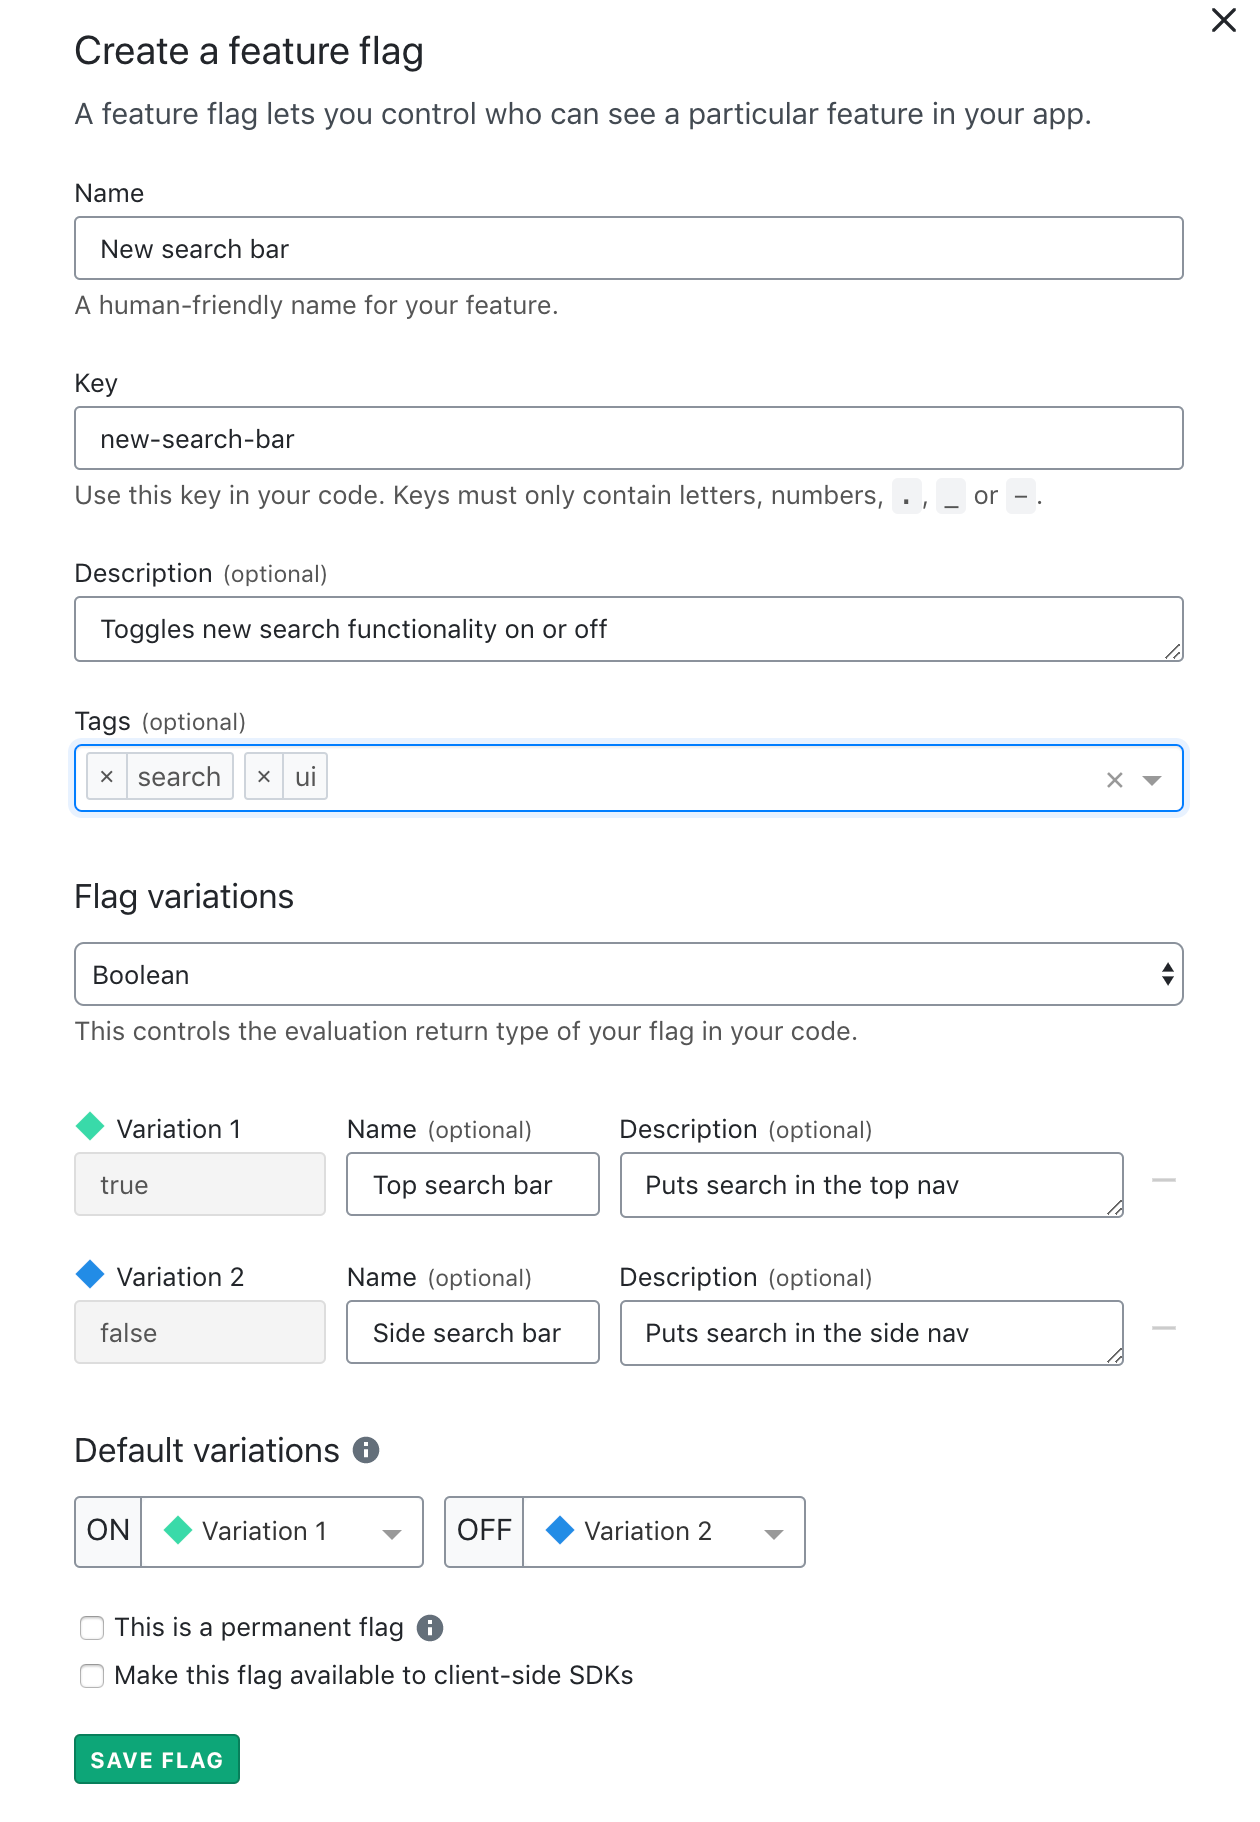 Create a feature flag
A feature flag lets you control who can see a particular feature in your app.
Name
New search bar
A human-friendly name for your feature.
Key
new-search-bar
Use this key in your code. Keys must only contain letters, numbers, ., _ or -.
Description (optional)
Toggles new search functionality on or off
Tags (optional)
× search × ui
Flag variations
Boolean
This controls the evaluation return type of your flag in your code.
Variation 1 Name (optional) Description (optional)
true Top search bar Puts search in the top nav
Variation 2 Name (optional) Description (optional)
false Side search bar Puts search in the side nav
Default variations
ON Variation 1 OFF Variation 2
This is a permanent flag
Make this flag available to client-side SDKs
SAVE FLAG